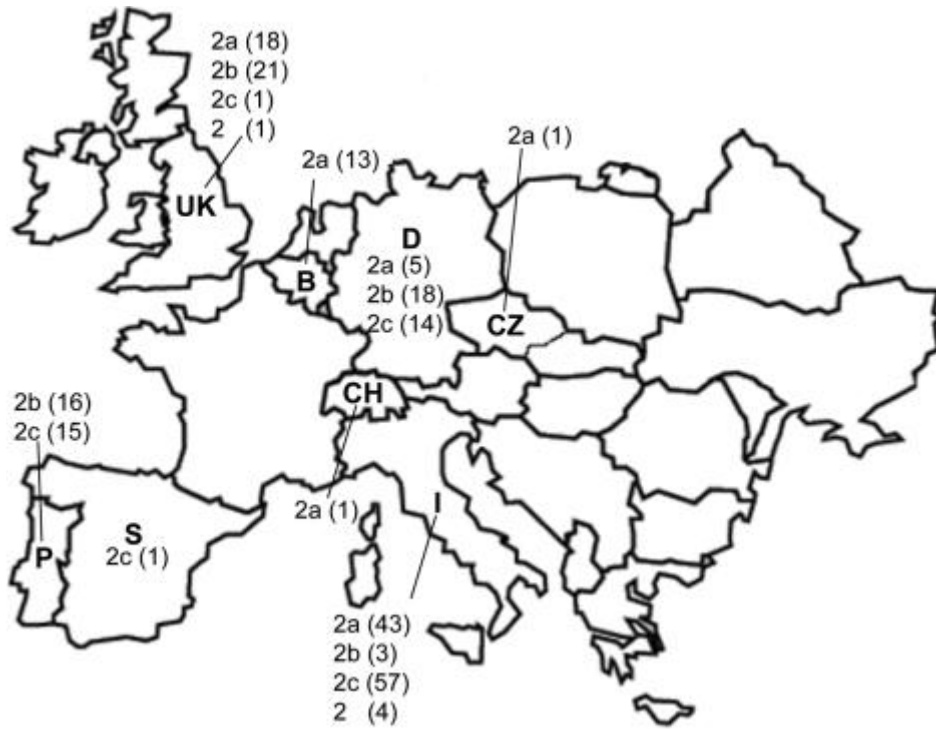 2a (18)
2b (21)
2c (1)
2 (1)
UK
2a (13)
B
2a (1)
CZ
D
2a (5)
2b (18)
2c (14)
CH
2a (1)
2b (16)
2c (15)
P
S
2c (1)
I
2a (43)
2b (3)
2c (57)
2 (4)